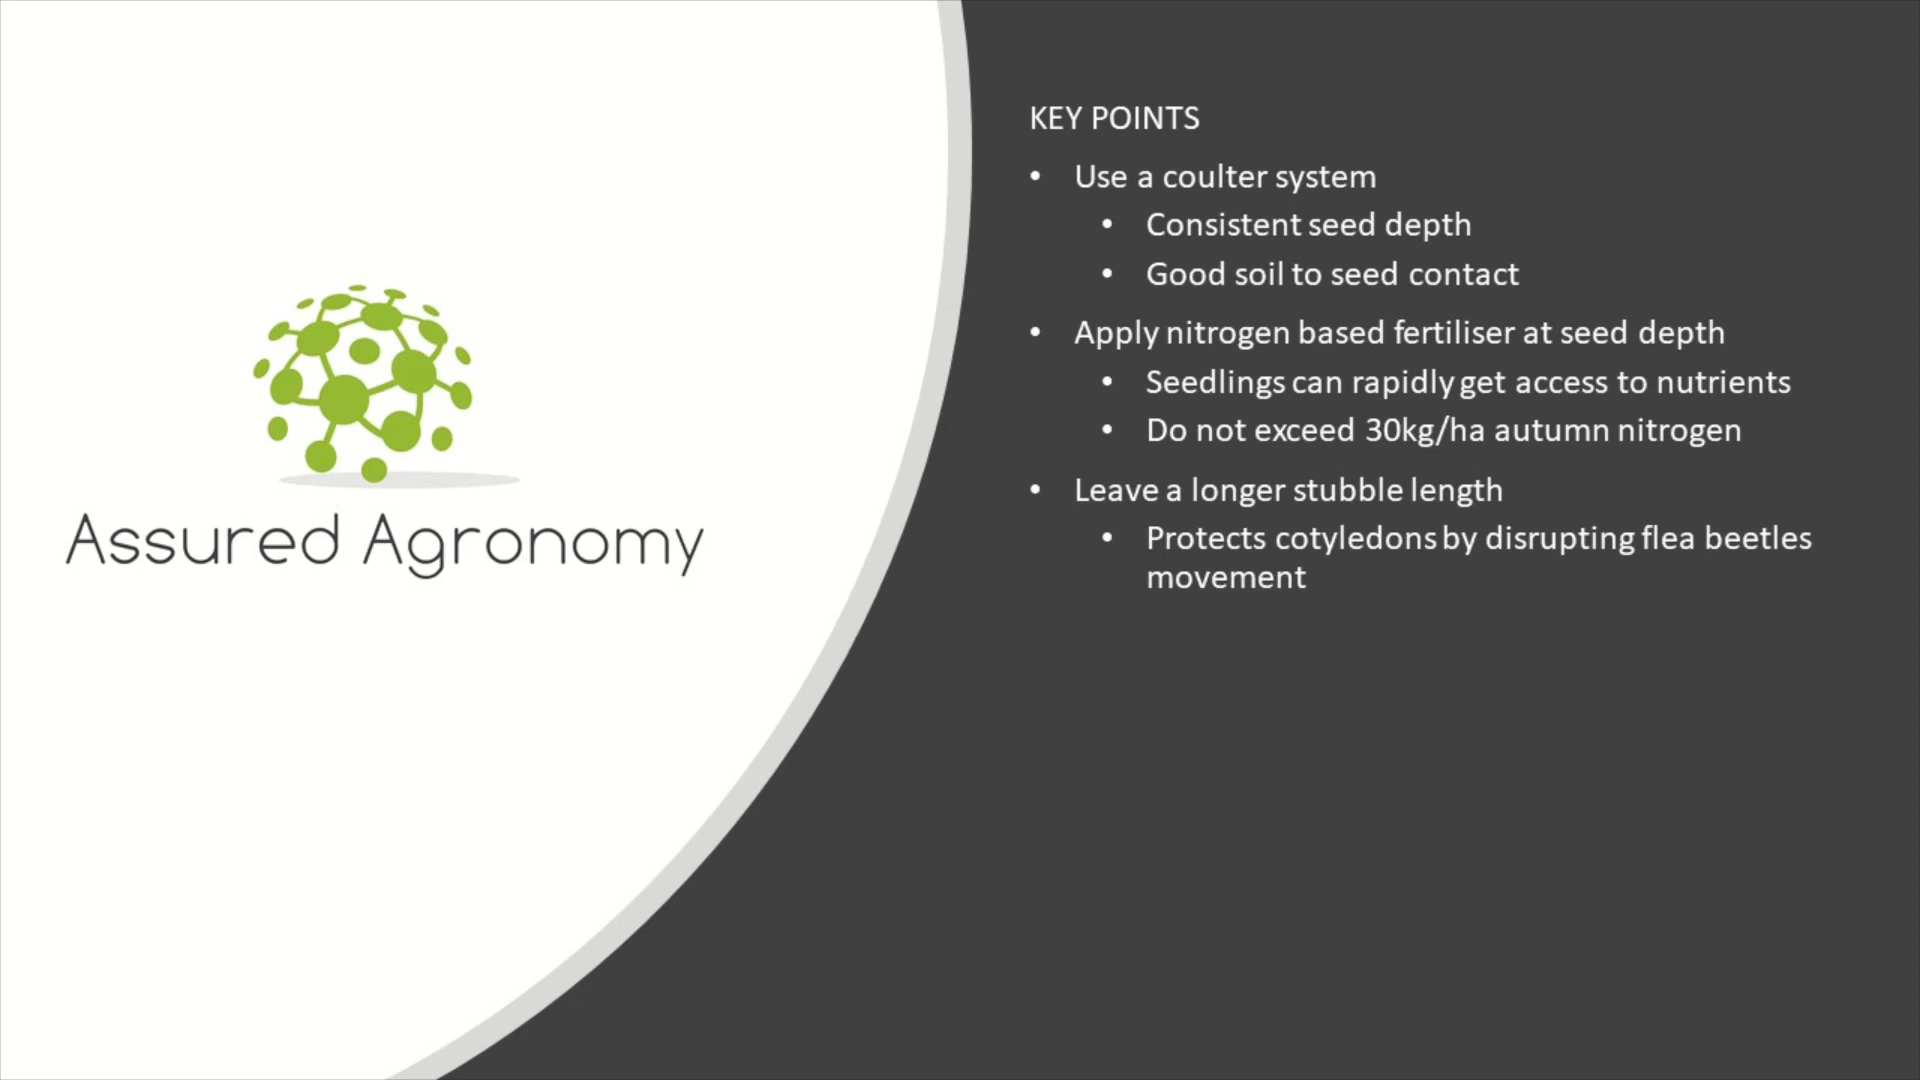 Assured Agronomy
KEY POINTS
• Use a coulter system
• Consistent seed depth
• Good soil to seed contact
• Apply nitrogen based fertiliser at seed depth
• Seedlings can rapidly get access to nutrients
• Do not exceed 30kg/ha autumn nitrogen
• Leave a longer stubble length
• Protects cotyledons by disrupting flea beetles
movement